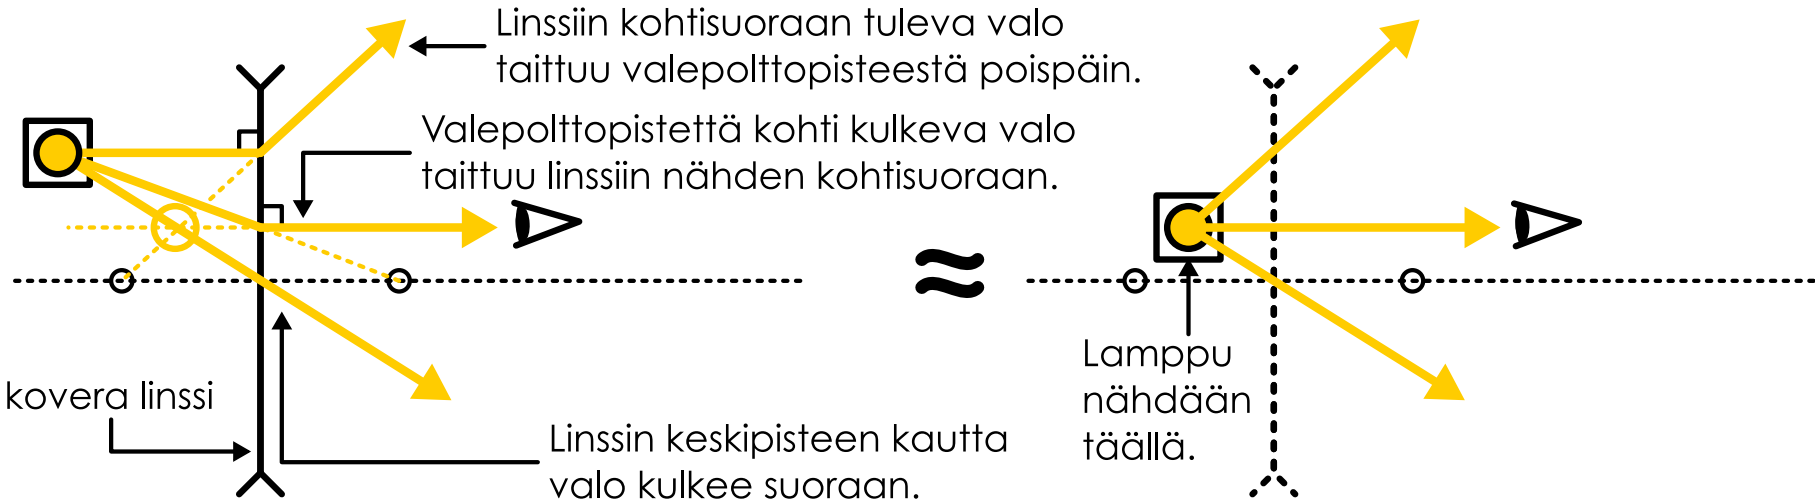 Linssiin kohtisuoraan tuleva valo
taittuu valepolttopisteestä poispäin.
Valepolttopistettä kohti kulkeva valo
taittuu linssiin nähden kohtisuoraan.
kovera linssi
Linssin keskipisteen kautta
valo kulkee suoraan.
≈
Lamppu
nähdään
täällä.